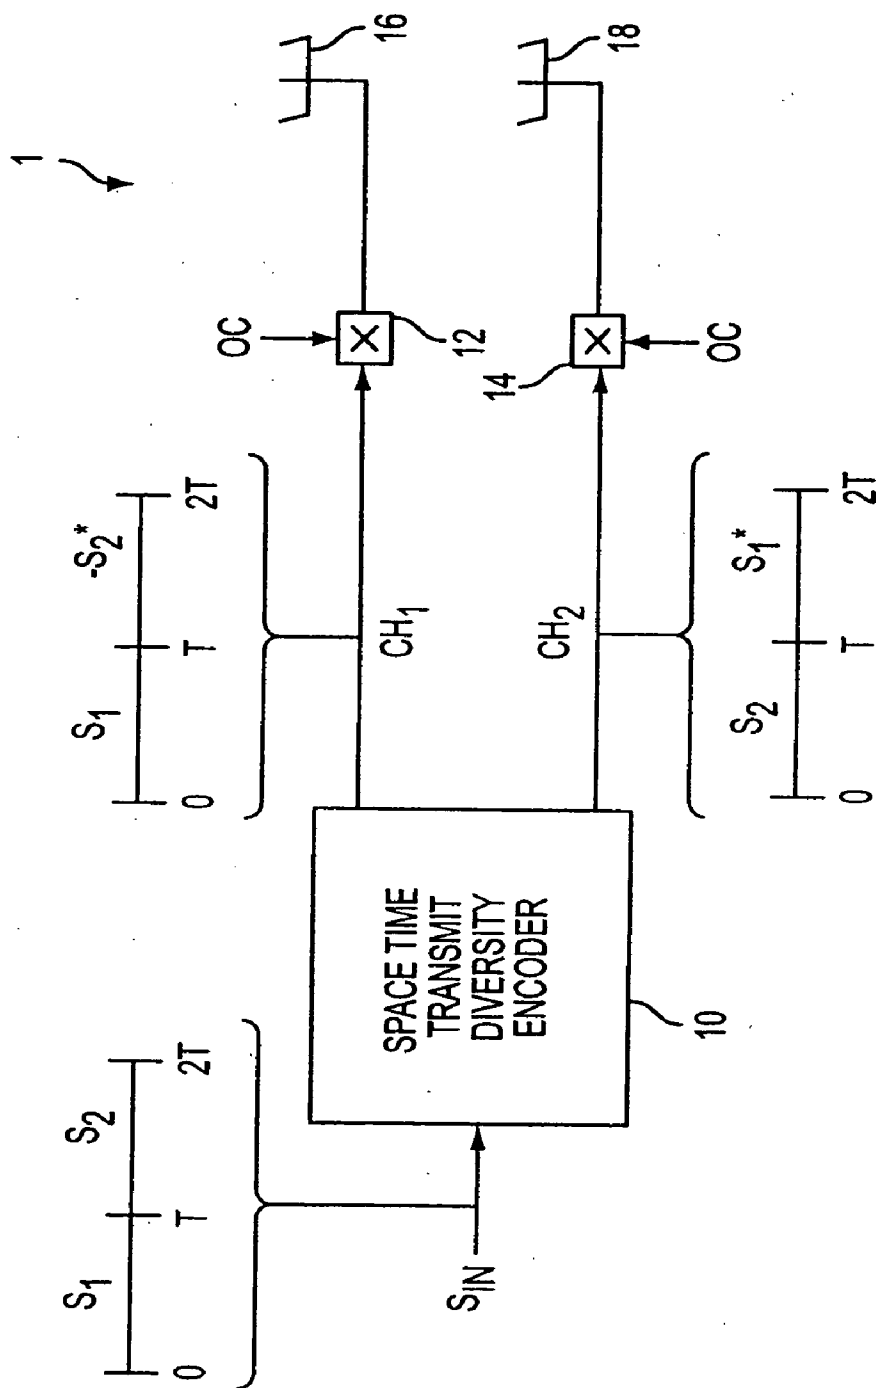 1
S1 S2
0 T 2T
SIN
SPACE TIME
TRANSMIT
DIVERSITY
ENCODER
10
S1 -S2*
0 T 2T
CH1
OC
12
16
CH2
14
OC
18
S2 S1*
0 T 2T